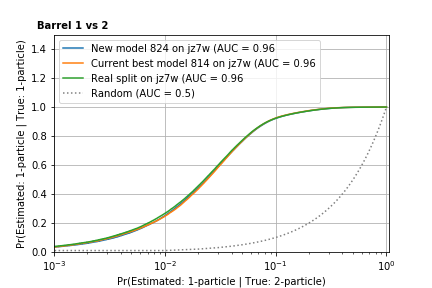 Barrel 1 vs 2
New model 824 on jz7w (AUC = 0.96
Current best model 814 on jz7w (AUC = 0.96
Real split on jz7w (AUC = 0.96
Random (AUC = 0.5)
Pr(Estimated: 1-particle | True: 1-particle)
1.4
1.2
1.0
0.8
0.6
0.4
0.2
0.0
10⁻³
10⁻²
10⁻¹
10⁰
Pr(Estimated: 1-particle | True: 2-particle)